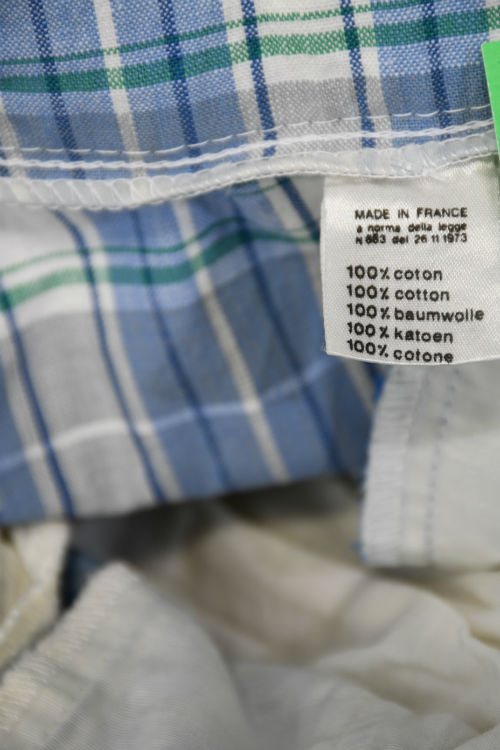 MADE IN FRANCE
a norma della legge
N 883 del 26 11 1973
100% coton
100% cotton
100% baumwolle
100% katoen
100% cotone